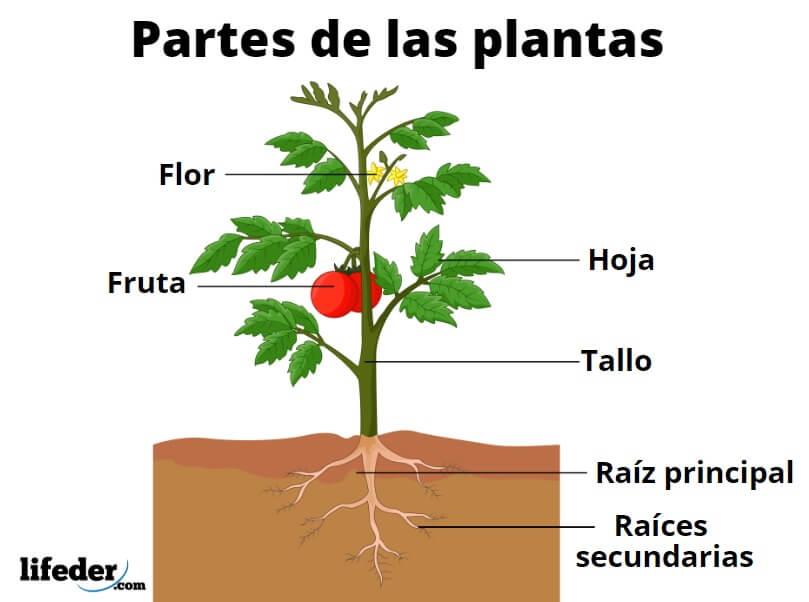 Partes de las plantas
Flor
Hoja
Fruta
Tallo
Raíz principal
Raíces
secundarias
lifeder
.com